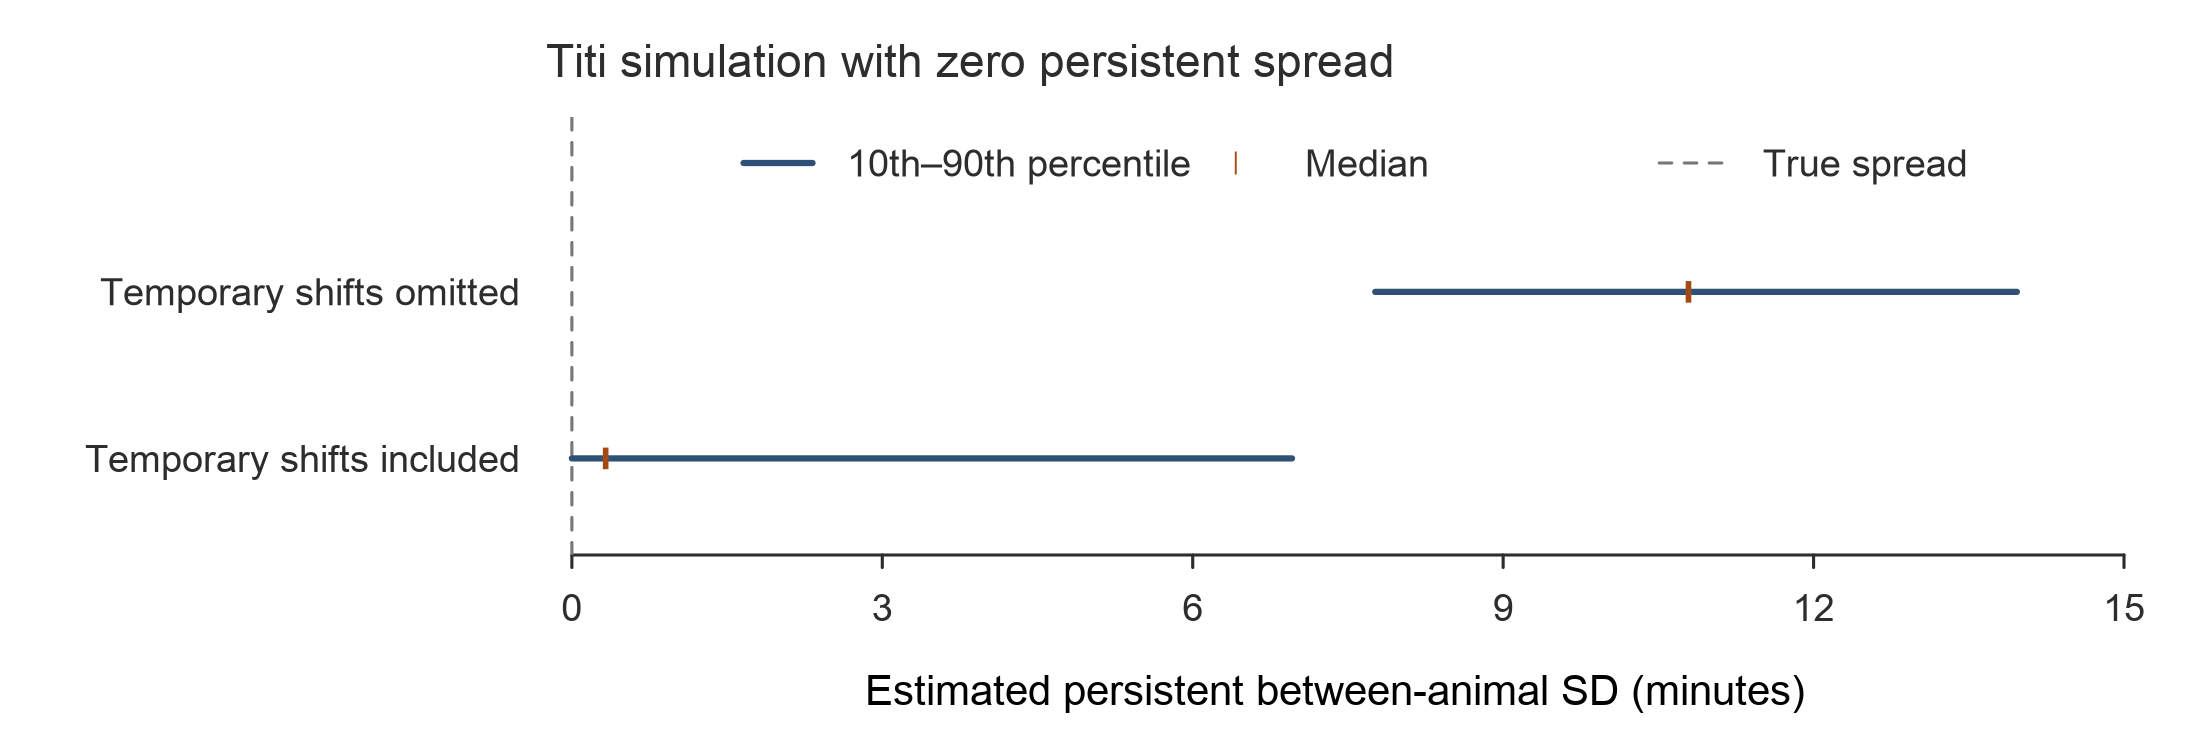 Titi simulation with zero persistent spread
10th–90th percentile Median True spread
Temporary shifts omitted
Temporary shifts included
0 3 6 9 12 15
Estimated persistent between-animal SD (minutes)